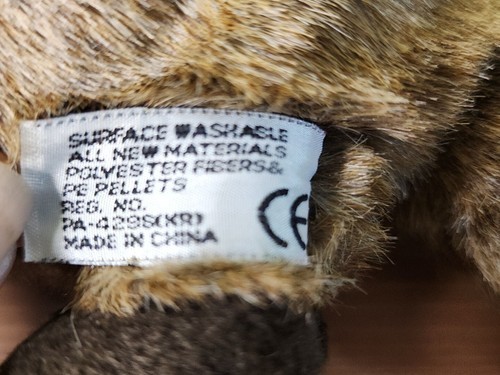 SURFACE WASHABLE
ALL NEW MATERIALS
POLYESTER FIBERS&
PE PELLETS
REG. NO.
PA-4298(KR)
MADE IN CHINA
CE